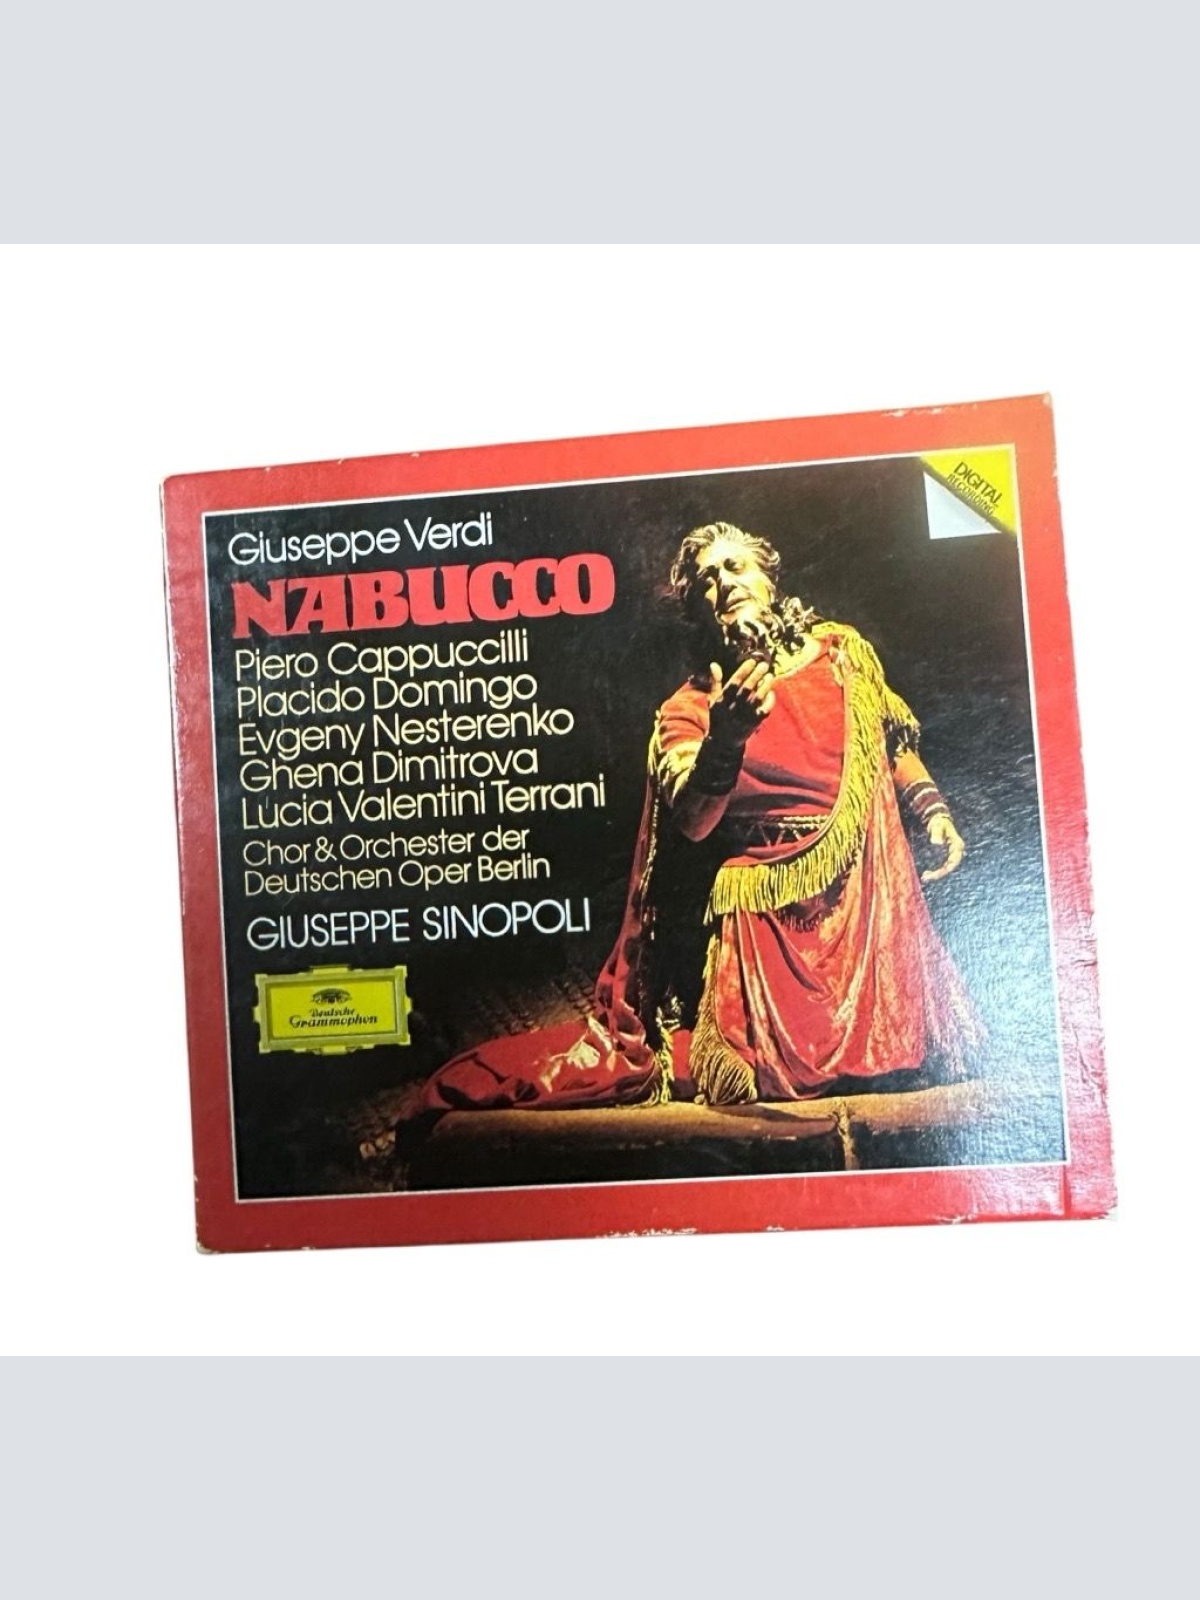 DIGITAL
RECORDING
Giuseppe Verdi
NABUCCO
Piero Cappuccilli
Placido Domingo
Evgeny Nesterenko
Ghena Dimitrova
Lucia Valentini Terrani
Chor & Orchester der
Deutschen Oper Berlin
GIUSEPPE SINOPOLI
Deutsche
Grammophon